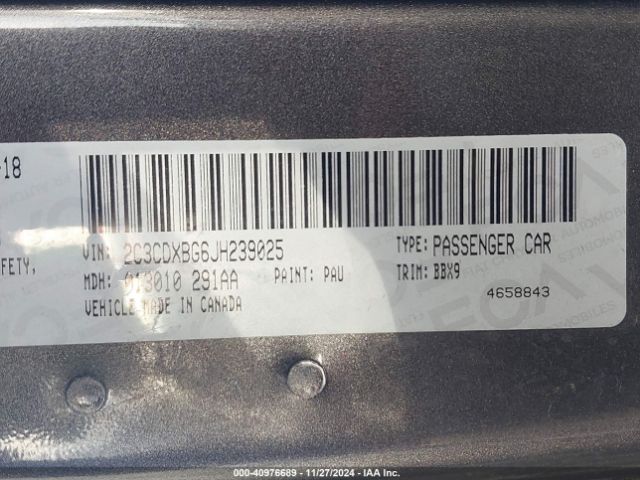 -18
FETY,
VIN: 2C3CDXBG6JH239025
TYPE: PASSENGER CAR
MDH: 013010 291AA
PAINT: PAU
TRIM: BBX9
VEHICLE MADE IN CANADA
4658843
00-40976689 | 11/27/2024 - IAA Inc.